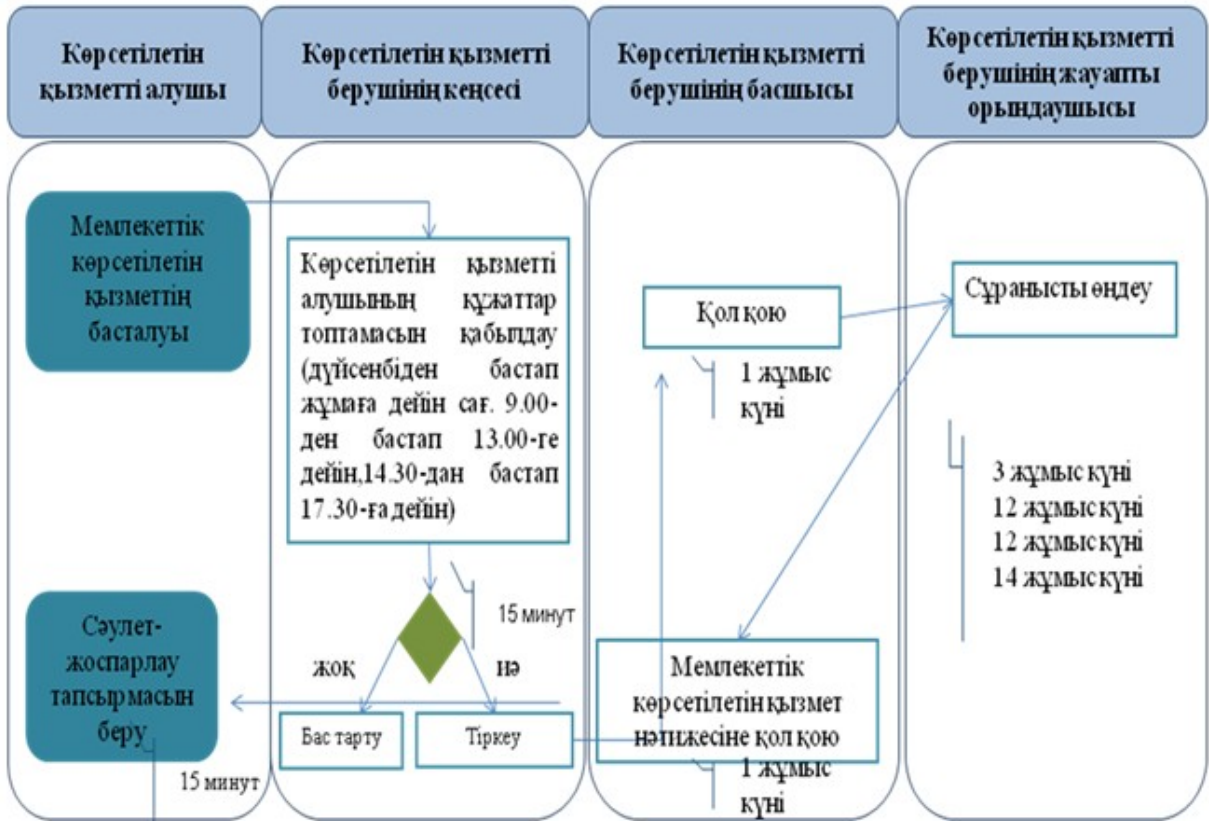 Көрсетілетін
қызметті алушы
Көрсетілетін қызметті
берушінің кеңсесі
Көрсетілетін қызметті
берушінің басшысы
Көрсетілетін қызметті
берушінің жауапты
орындаушысы
Мемлекеттік
көрсетілетін
қызметтің
басталуы
Көрсетілетін қызметті
алушының құжаттар
топтамасын қабылдау
(дүйсенбіден бастап
жұмаға дейін сағ. 9.00-
ден бастап 13.00-ге
дейін,14.30-дан бастап
17.30-ға дейін)
15 минут
жоқ
иә
Бас тарту
Тіркеу
Қол қою
1 жұмыс
күні
Сұранысты өңдеу
3 жұмыс күні
12 жұмыс күні
12 жұмыс күні
14 жұмыс күні
Мемлекеттік
көрсетілетін қызмет
нәтижесіне қол қою
1 жұмыс
күні
Сәулет-
жоспарлау
тапсырмасын
беру
15 минут